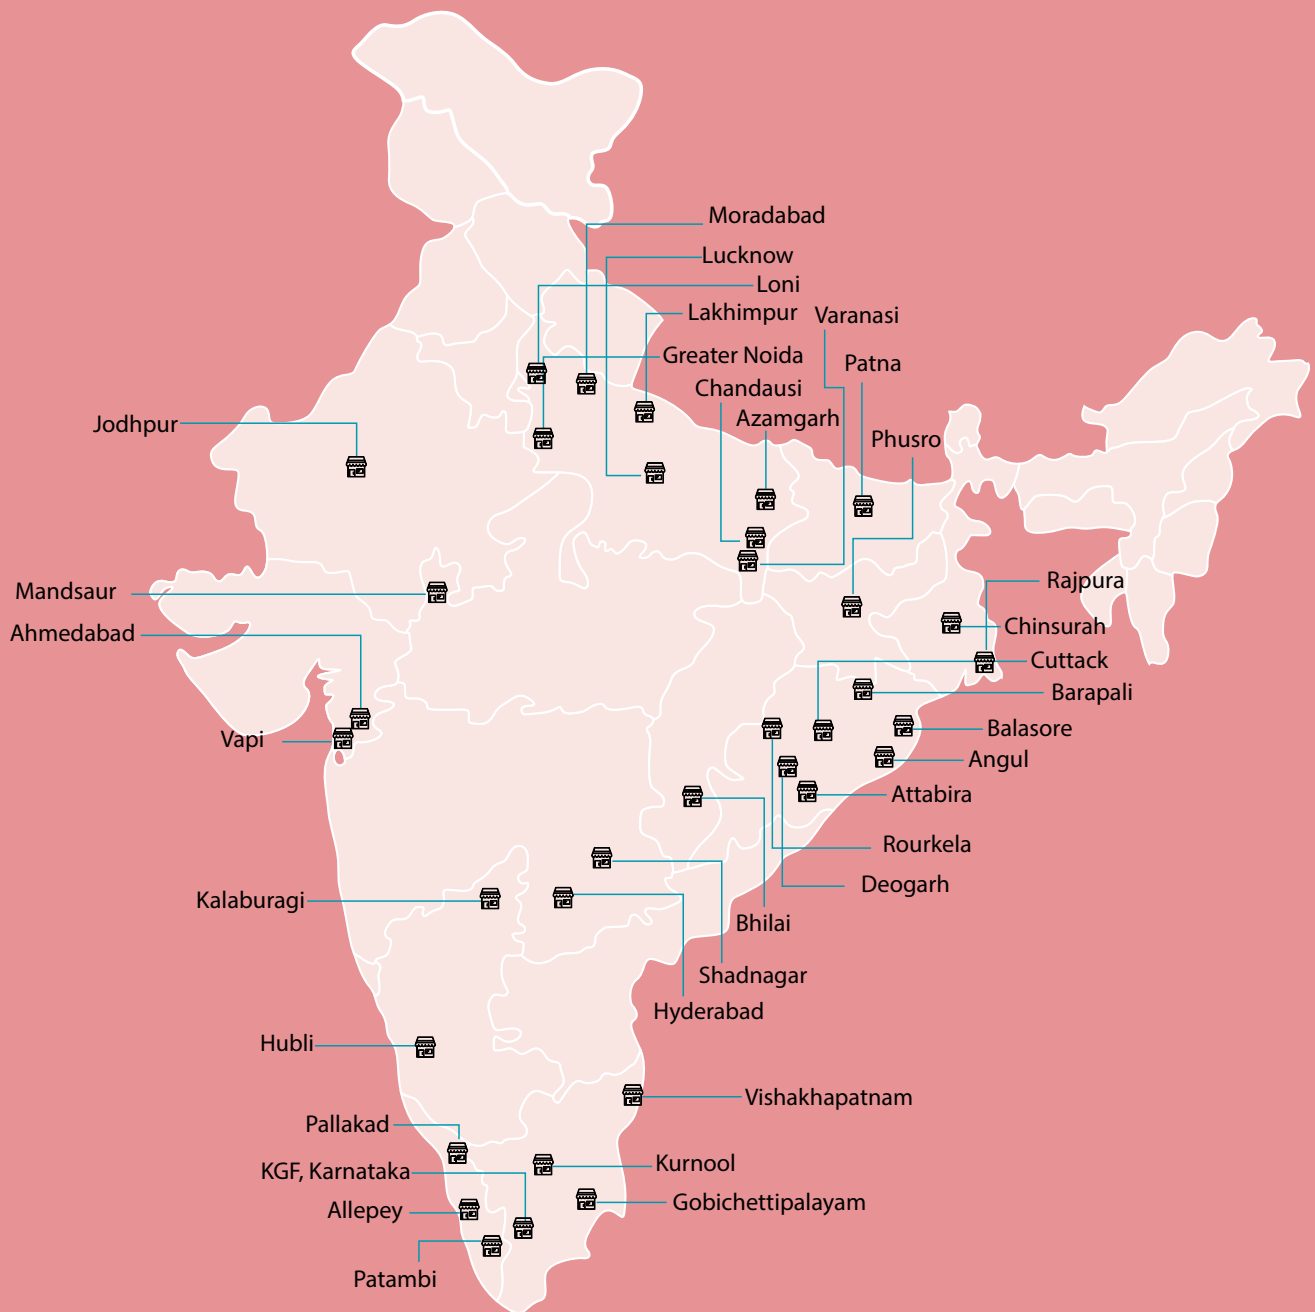 Moradabad
Lucknow
Loni
Lakhimpur
Varanasi
Greater Noida
Patna
Chandausi
Azamgarh
Jodhpur
Phusro
Rajpura
Mandsaur
Chinsurah
Ahmedabad
Cuttack
Barapali
Balasore
Vapi
Angul
Attabira
Rourkela
Deogarh
Kalaburagi
Bhilai
Shadnagar
Hyderabad
Hubli
Vishakhapatnam
Pallakad
Kurnool
KGF, Karnataka
Gobichettipalayam
Allepey
Patambi